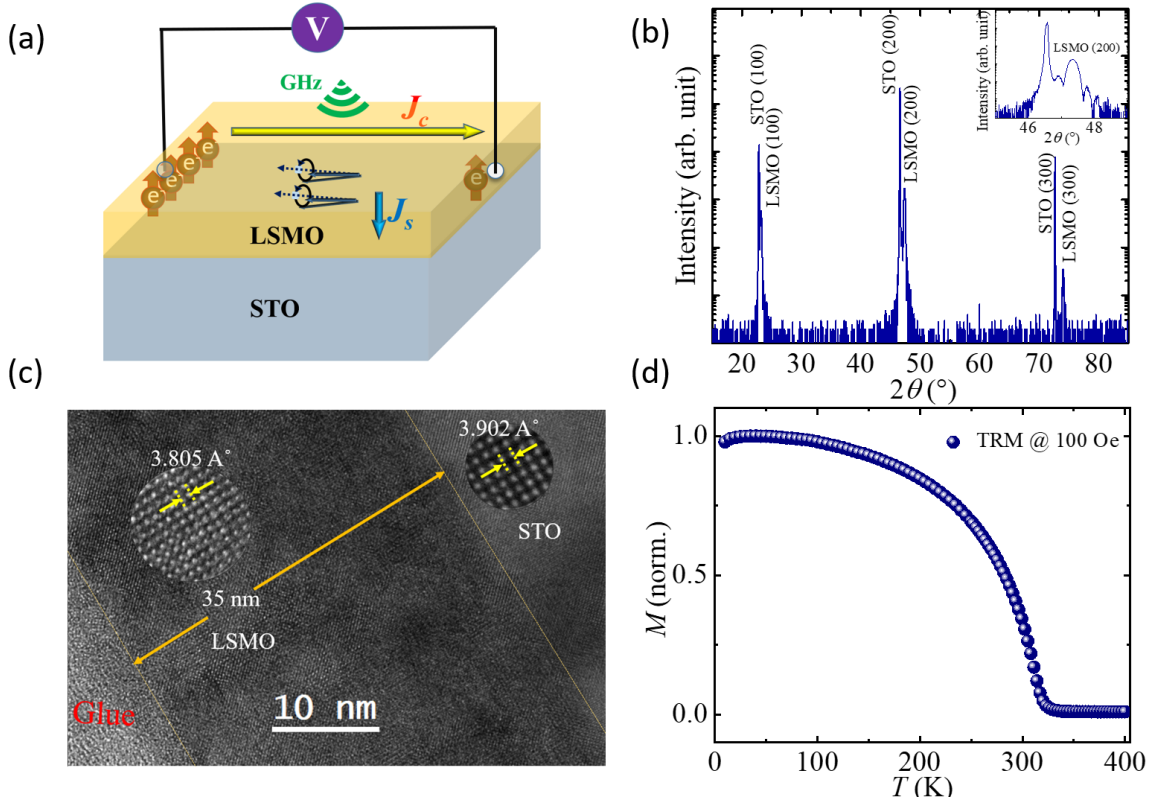 (a)
V
GHz
J_c
e
e
e
e
e
J_s
LSMO
STO
(b)
Intensity (arb. unit)
STO (100)
LSMO (100)
STO (200)
LSMO (200)
STO (300)
LSMO (300)
20 30 40 50 60 70 80
2θ (°)
Intensity (arb. unit)
LSMO (200)
46 48
2θ (°)
(c)
3.805 A°
3.902 A°
STO
35 nm
LSMO
10 nm
Glue
(d)
TRM @ 100 Oe
M (norm.)
1.0
0.5
0.0
0 100 200 300 400
T (K)